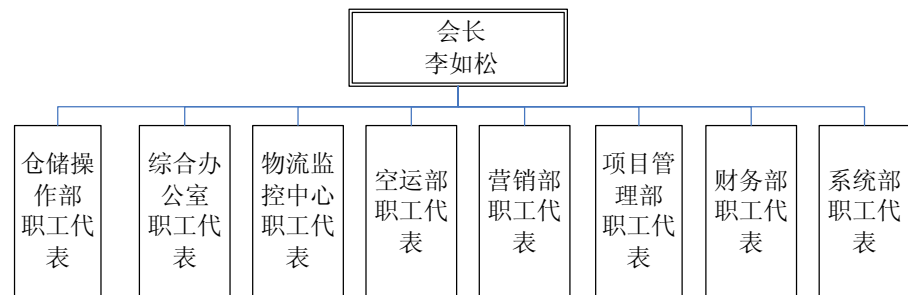 会长
李如松
仓储操
作部
职工代
表
综合办
公室
职工代
表
物流监
控中心
职工代
表
空运部
职工代
表
营销部
职工代
表
项目管
理部
职工代
表
财务部
职工代
表
系统部
职工代
表